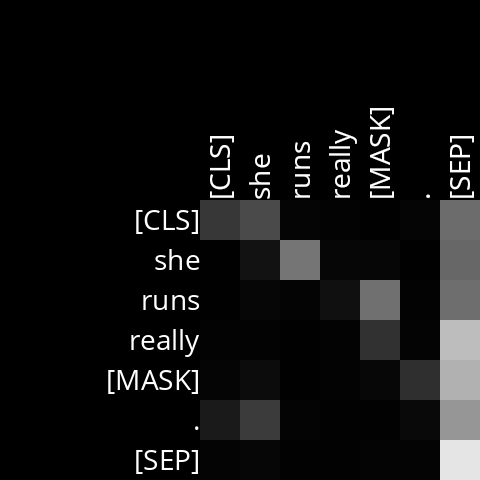 [CLS]
she
runs
really
[MASK]
.
[SEP]
[CLS]
she
runs
really
[MASK]
.
[SEP]